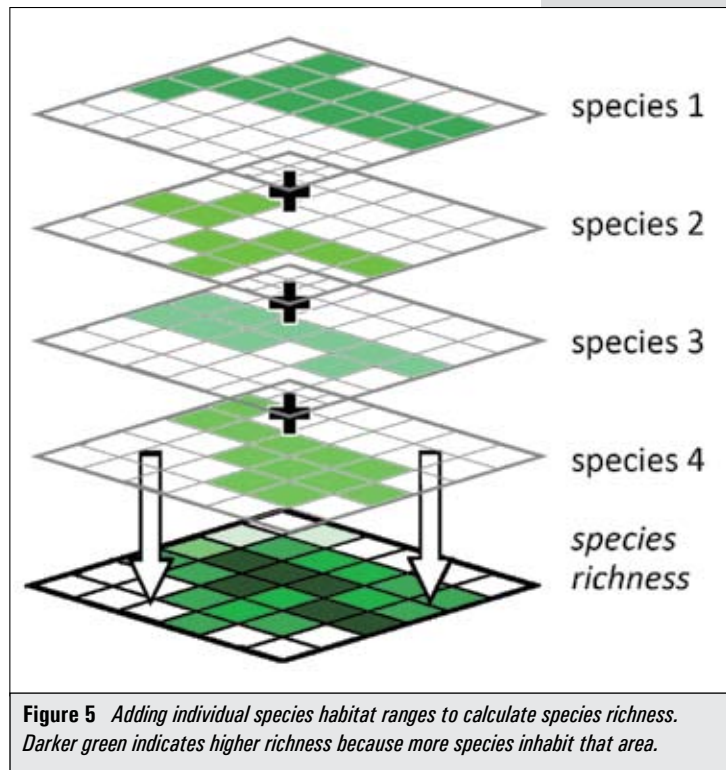 species 1
species 2
species 3
species 4
species
richness
Figure 5 Adding individual species habitat ranges to calculate species richness.
Darker green indicates higher richness because more species inhabit that area.